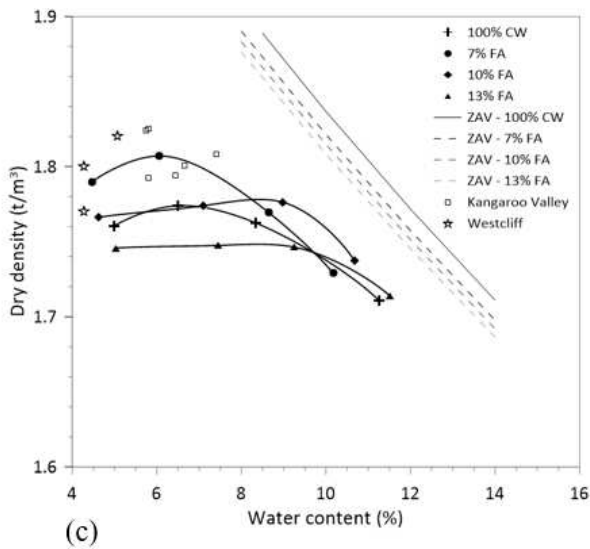 1.9
1.8
1.7
1.6
Dry density (t/m³)
4
6
8
10
12
14
16
Water content (%)
100% CW
7% FA
10% FA
13% FA
ZAV - 100% CW
ZAV - 7% FA
ZAV - 10% FA
ZAV - 13% FA
Kangaroo Valley
Westcliff
(c)